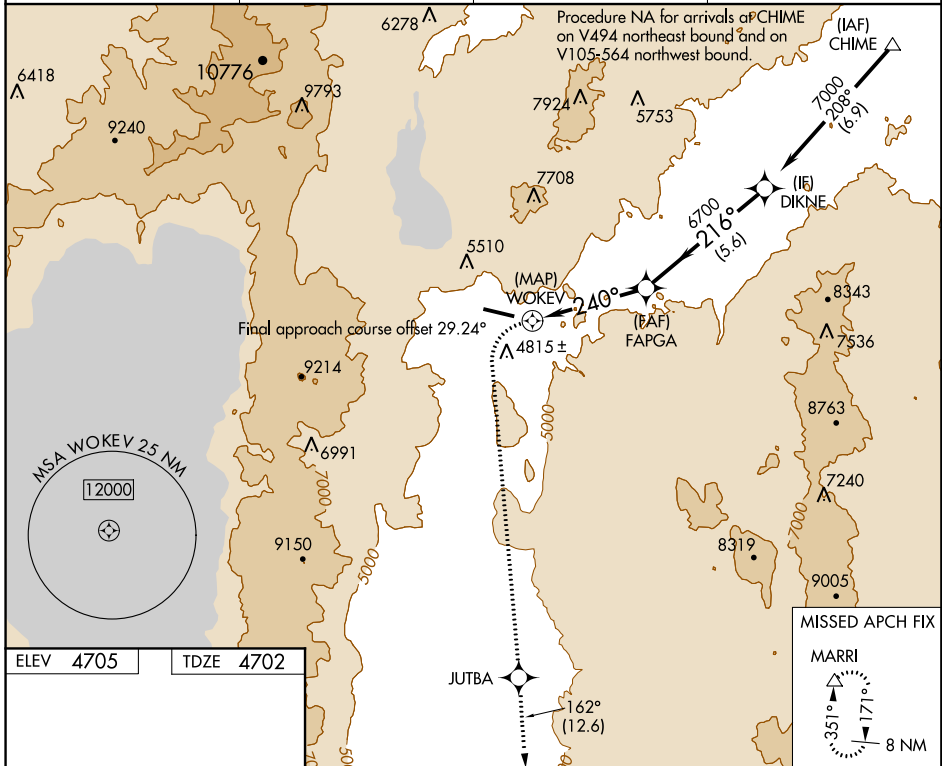 Procedure NA for arrivals at CHIME
on V494 northeast bound and on
V105-564 northwest bound.
6278
(IAF)
CHIME
10776
6418
9793
7924
5753
7000
208°
(6.9)
9240
7708
(IF)
DIKNE
6700
216°
(5.6)
5510
(MAP)
WOKEV
240°
8343
(FAF)
FAPGA
Final approach course offset 29.24°
4815 ±
7536
9214
8763
5000
6991
MSA WOKEV 25 NM
12000
7000
7240
7000
9150
5000
8319
9005
MISSED APCH FIX
MARRI
351°
171°
8 NM
ELEV 4705
TDZE 4702
JUTBA
162°
(12.6)